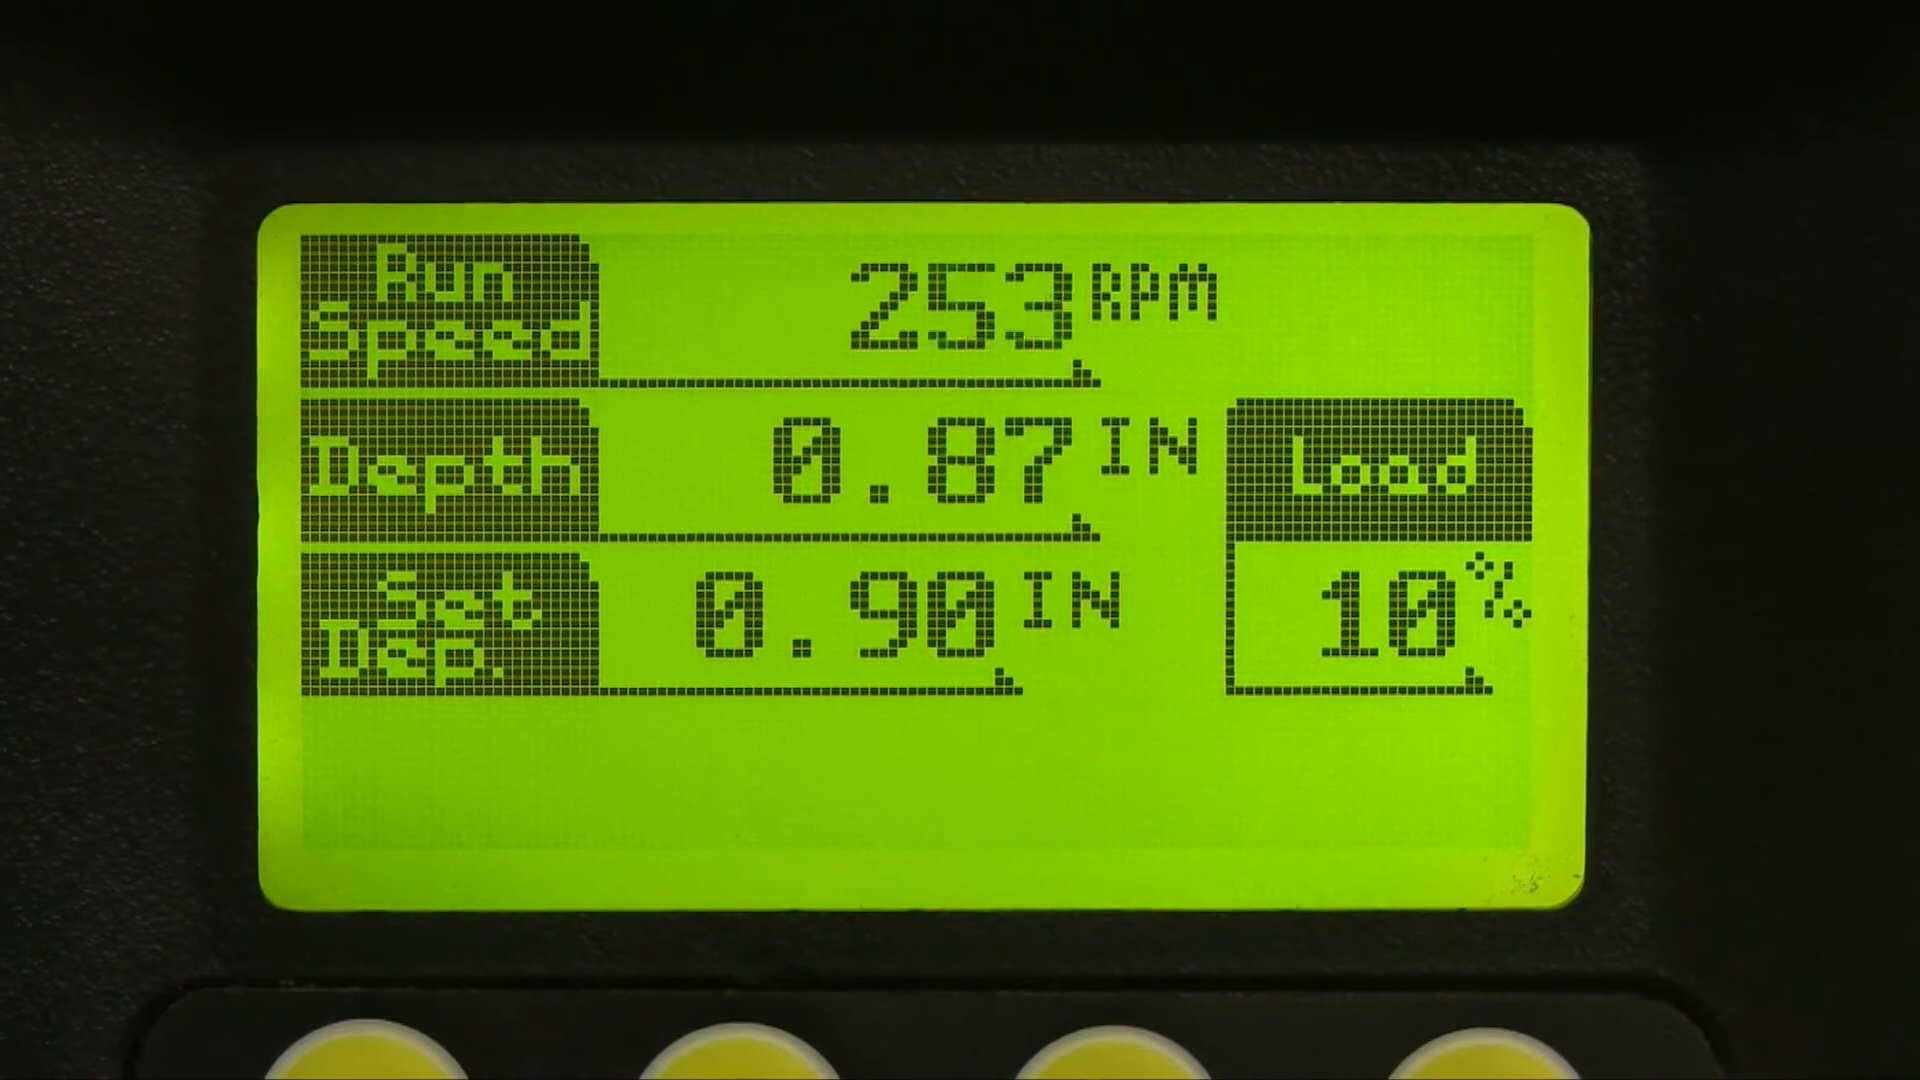 Run
Speed
253 RPM
Depth
0.87 IN
Load
Set
Dep.
0.90 IN
10%